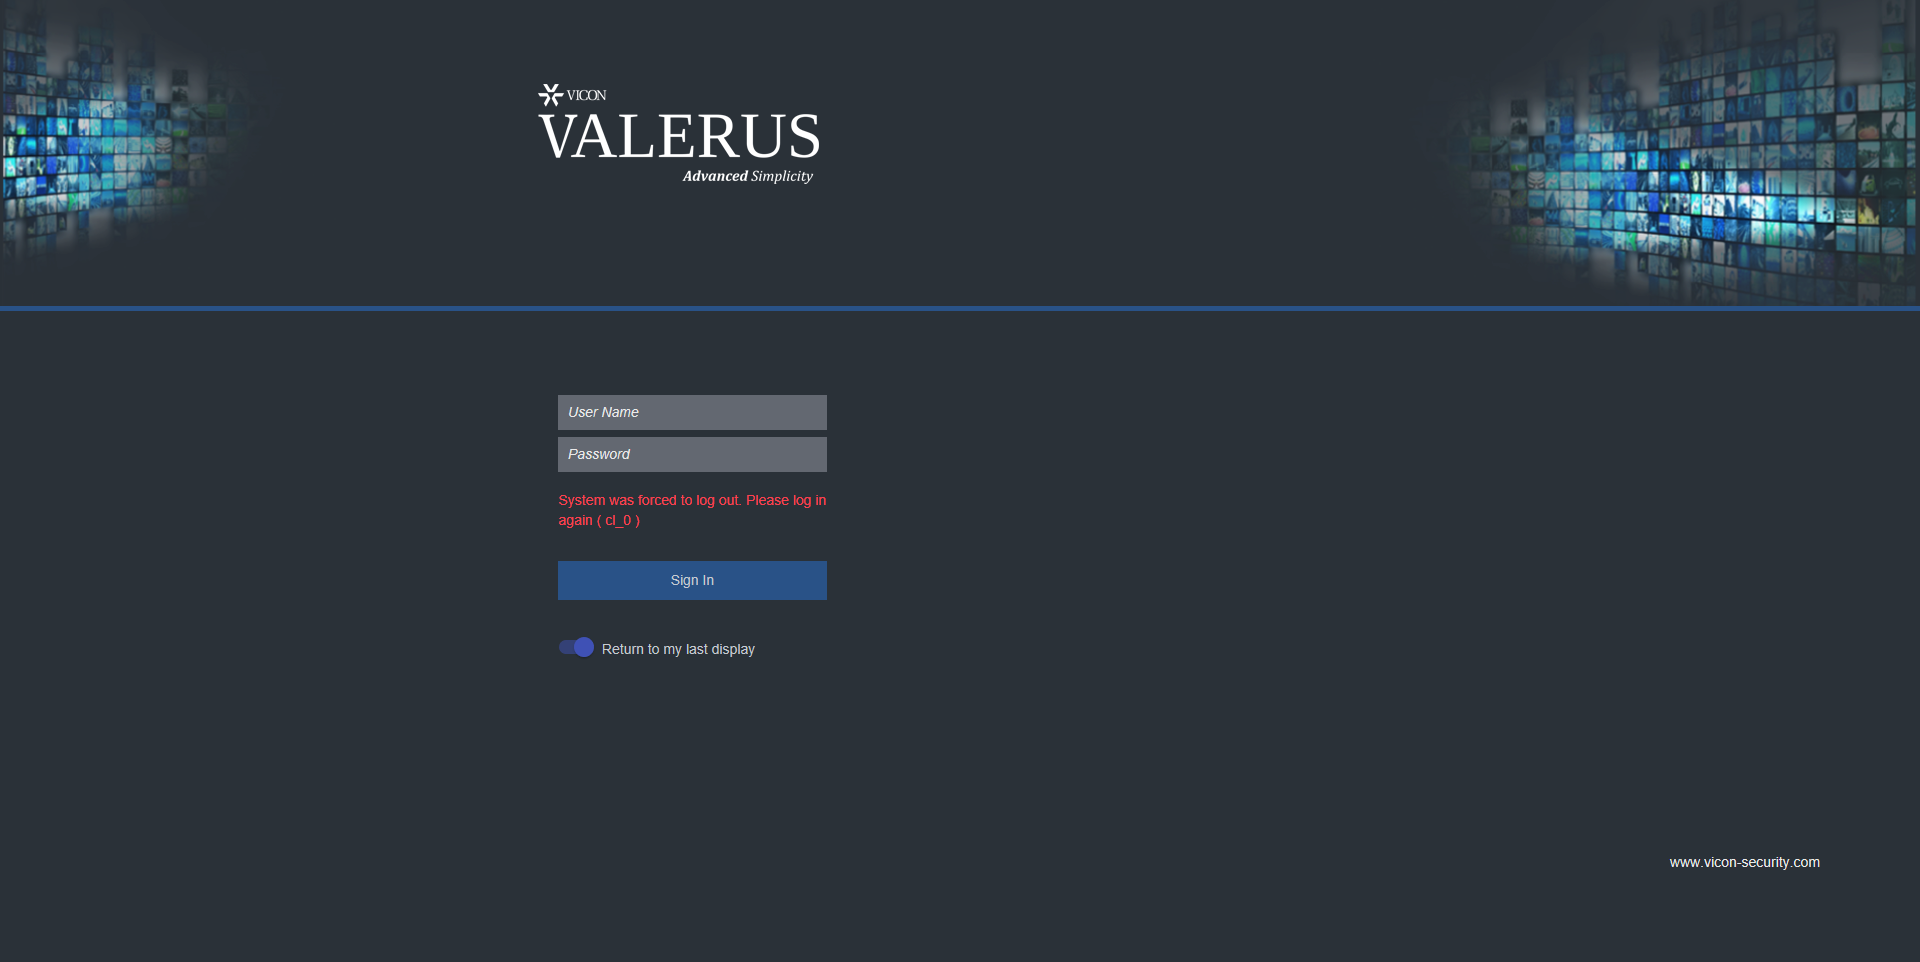 VICON
VALERUS
Advanced Simplicity
User Name
Password
System was forced to log out. Please log in
again ( cl_0 )
Sign In
Return to my last display
www.vicon-security.com